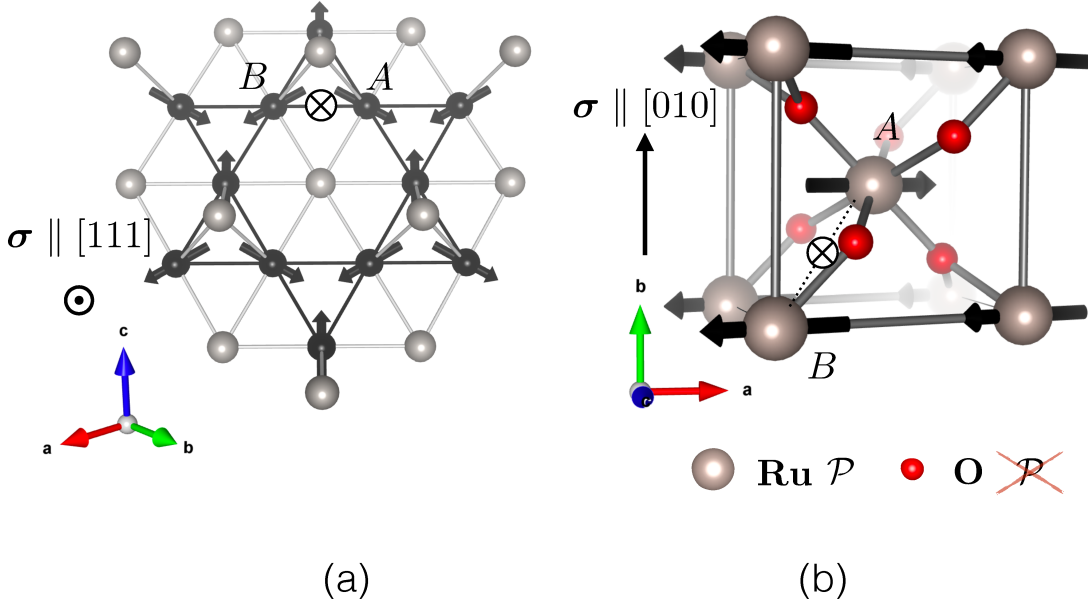 B A
σ ∥ [111]
c
a
b
(a)
σ ∥ [010]
A
B
b
a
c
Ru 𝒫 O 𝒫
(b)